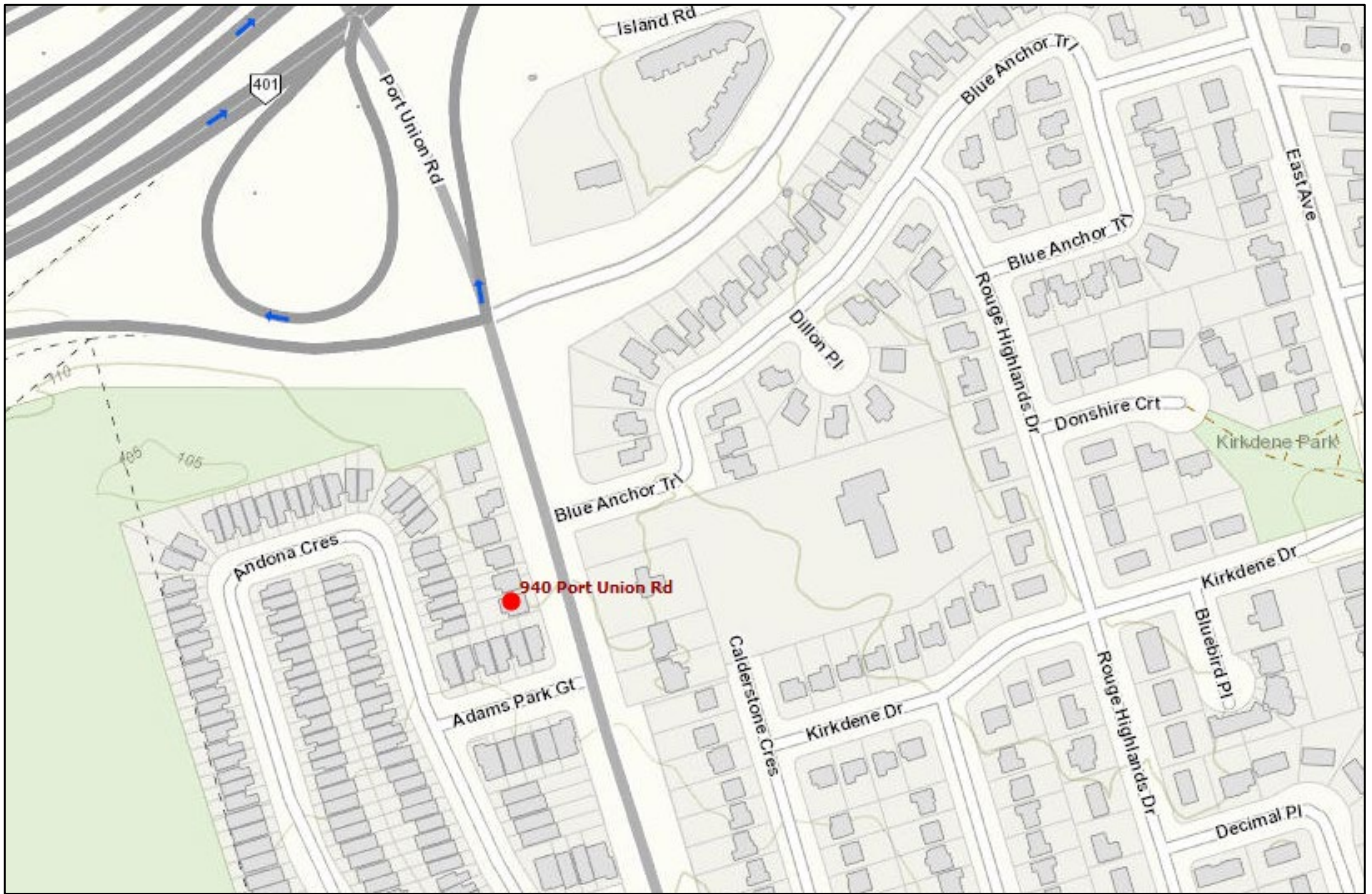 Island Rd
Blue Anchor Trl
401
Port Union Rd
East Ave
Blue Anchor Trl
Rouge Highlands Dr
Dillon Pl
110
Donshire Crt
Kirkdene Park
105
105
Blue Anchor Trl
Andona Cres
940 Port Union Rd
Kirkdene Dr
Bluebird Pl
Calderstone Cres
Rouge Highlands Dr
Adams Park Gt
Kirkdene Dr
Decimal Pl